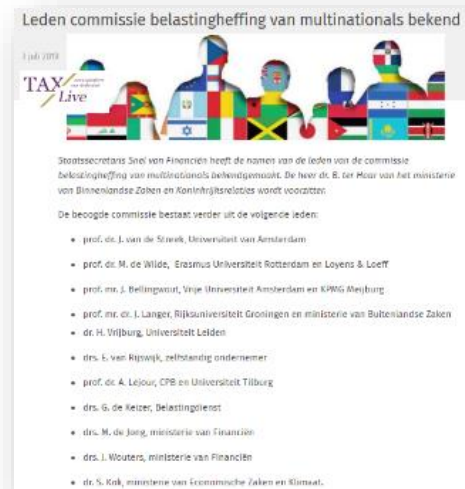 Leden commissie belastingheffing van multinationals bekend
3 juli 2019
TAX
Live
Staatssecretaris Snel van Financiën heeft de namen van de leden van de commissie
belastingheffing van multinationals bekendgemaakt. De heer dr. B. ter Haar van het ministerie
van Binnenlandse Zaken en Koninkrijksrelaties wordt voorzitter.
De beoogde commissie bestaat verder uit de volgende leden:
• prof. dr. J. van de Streek, Universiteit van Amsterdam
• prof. dr. M. de Wilde, Erasmus Universiteit Rotterdam en Loyens & Loeff
• prof. mr. J. Bellingwout, Vrije Universiteit Amsterdam en KPMG Meijburg
• prof. mr. dr. J. Langer, Rijksuniversiteit Groningen en ministerie van Buitenlandse Zaken
• dr. H. Vrijburg, Universiteit Leiden
• drs. E. van Rijswijk, zelfstandig ondernemer
• prof. dr. A. Lejour, CPB en Universiteit Tilburg
• drs. G. de Keizer, Belastingdienst
• drs. M. de Jong, ministerie van Financiën
• drs. J. Wouters, ministerie van Financiën
• dr. S. Kok, ministerie van Economische Zaken en Klimaat.